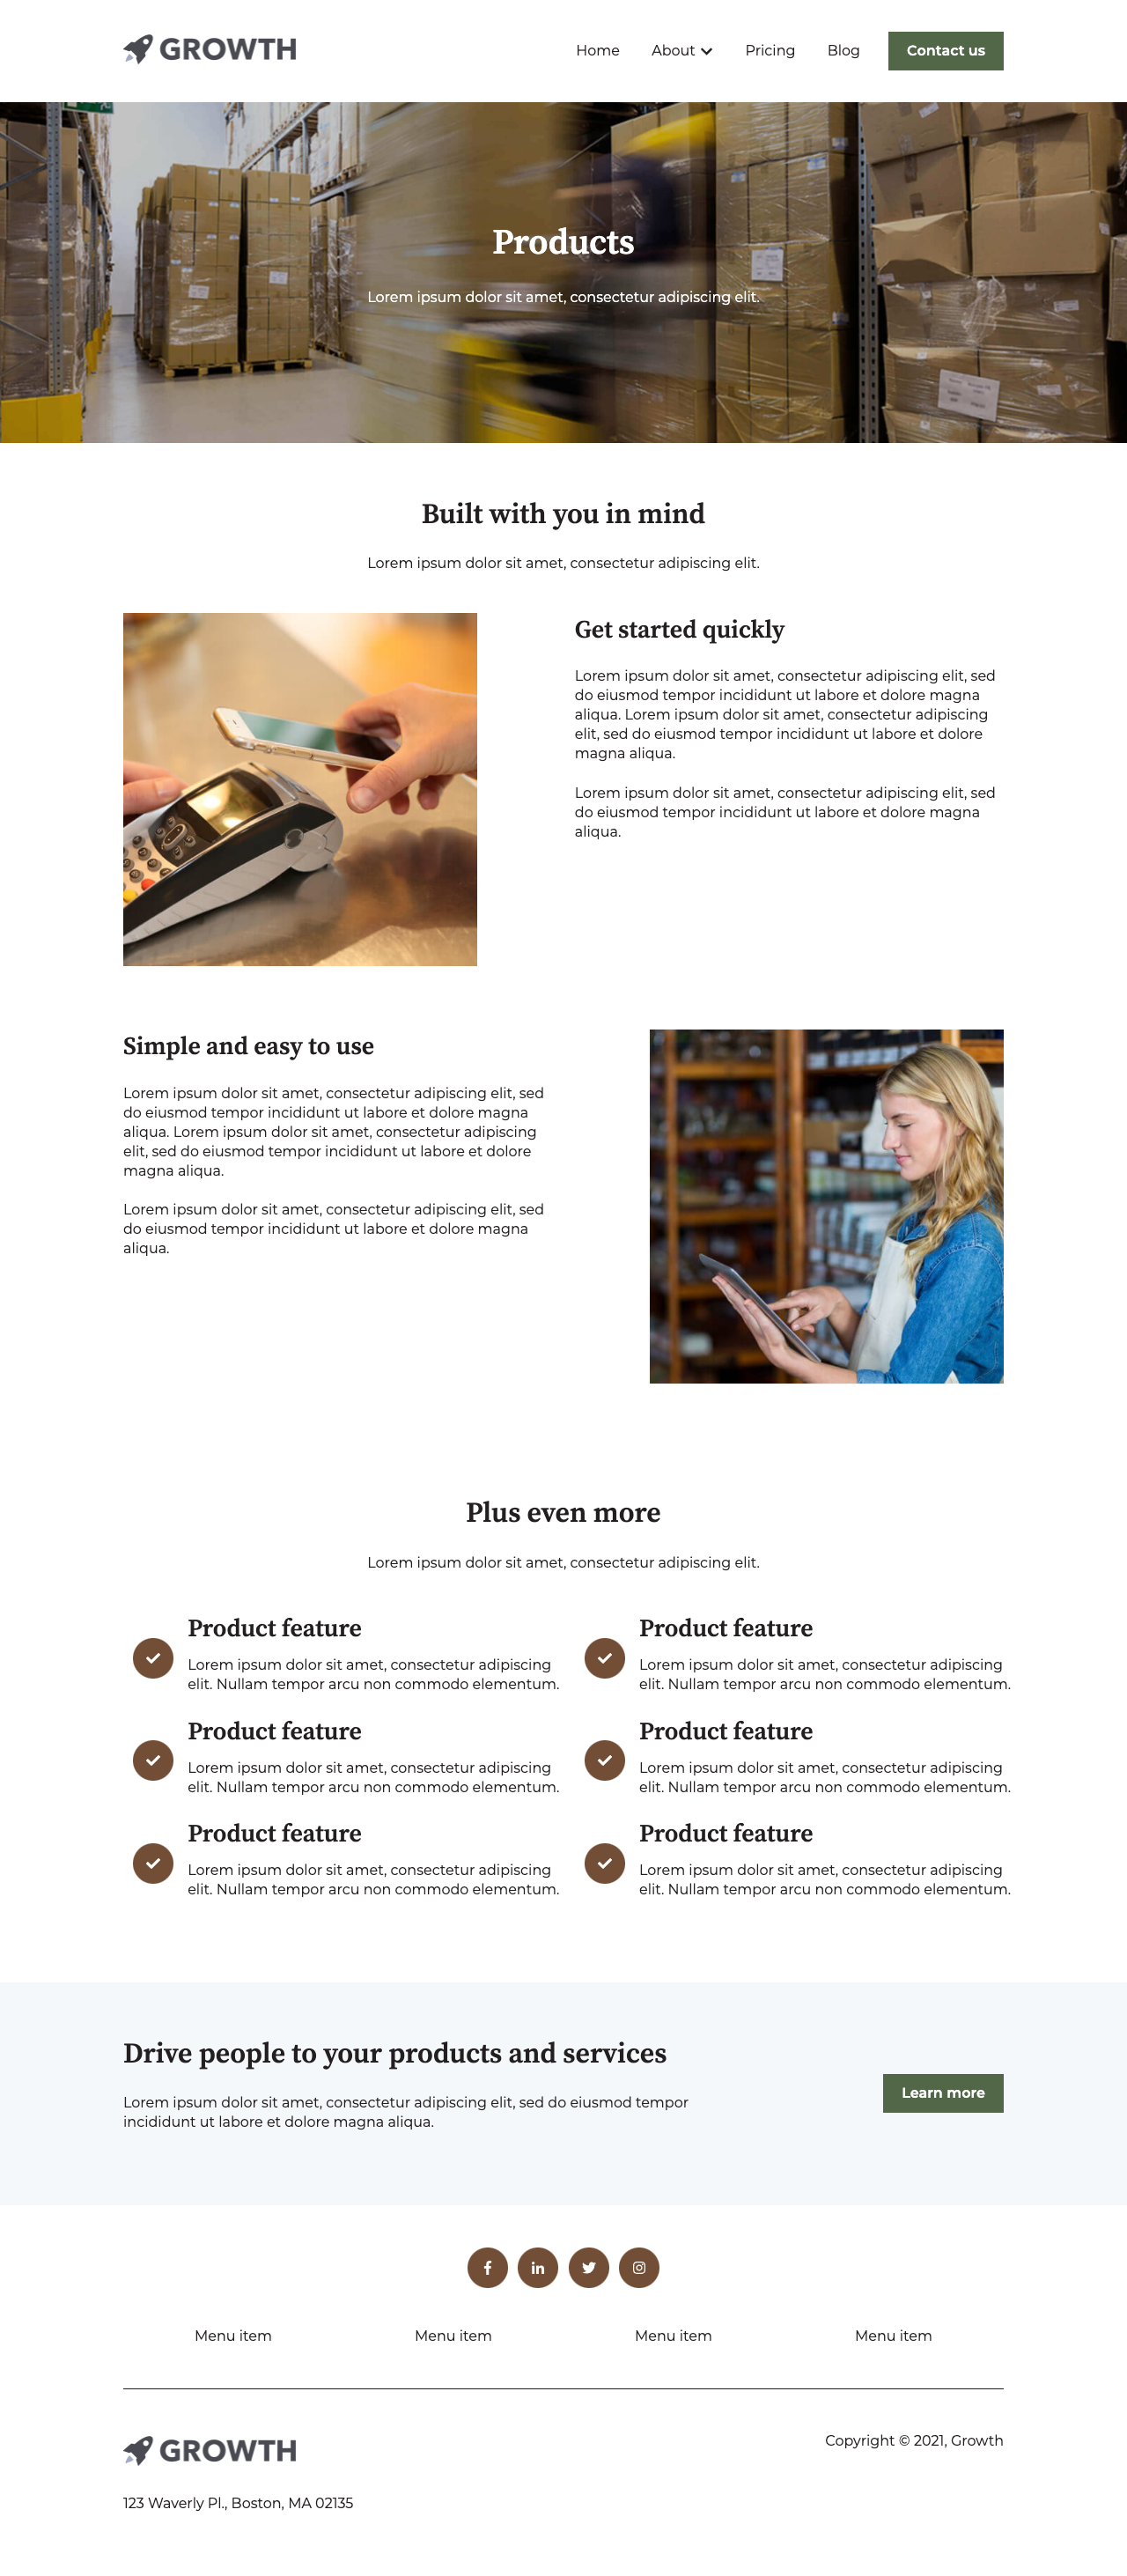 GROWTH
Home About Pricing Blog Contact us
Products
Lorem ipsum dolor sit amet, consectetur adipiscing elit.
Built with you in mind
Lorem ipsum dolor sit amet, consectetur adipiscing elit.
Get started quickly
Lorem ipsum dolor sit amet, consectetur adipiscing elit, sed
do eiusmod tempor incididunt ut labore et dolore magna
aliqua. Lorem ipsum dolor sit amet, consectetur adipiscing
elit, sed do eiusmod tempor incididunt ut labore et dolore
magna aliqua.
Lorem ipsum dolor sit amet, consectetur adipiscing elit, sed
do eiusmod tempor incididunt ut labore et dolore magna
aliqua.
Simple and easy to use
Lorem ipsum dolor sit amet, consectetur adipiscing elit, sed
do eiusmod tempor incididunt ut labore et dolore magna
aliqua. Lorem ipsum dolor sit amet, consectetur adipiscing
elit, sed do eiusmod tempor incididunt ut labore et dolore
magna aliqua.
Lorem ipsum dolor sit amet, consectetur adipiscing elit, sed
do eiusmod tempor incididunt ut labore et dolore magna
aliqua.
Plus even more
Lorem ipsum dolor sit amet, consectetur adipiscing elit.
Product feature
Lorem ipsum dolor sit amet, consectetur adipiscing
elit. Nullam tempor arcu non commodo elementum.
Product feature
Lorem ipsum dolor sit amet, consectetur adipiscing
elit. Nullam tempor arcu non commodo elementum.
Product feature
Lorem ipsum dolor sit amet, consectetur adipiscing
elit. Nullam tempor arcu non commodo elementum.
Product feature
Lorem ipsum dolor sit amet, consectetur adipiscing
elit. Nullam tempor arcu non commodo elementum.
Product feature
Lorem ipsum dolor sit amet, consectetur adipiscing
elit. Nullam tempor arcu non commodo elementum.
Product feature
Lorem ipsum dolor sit amet, consectetur adipiscing
elit. Nullam tempor arcu non commodo elementum.
Drive people to your products and services
Lorem ipsum dolor sit amet, consectetur adipiscing elit, sed do eiusmod tempor
incididunt ut labore et dolore magna aliqua.
Learn more
Menu item Menu item Menu item Menu item
GROWTH
Copyright © 2021, Growth
123 Waverly Pl., Boston, MA 02135